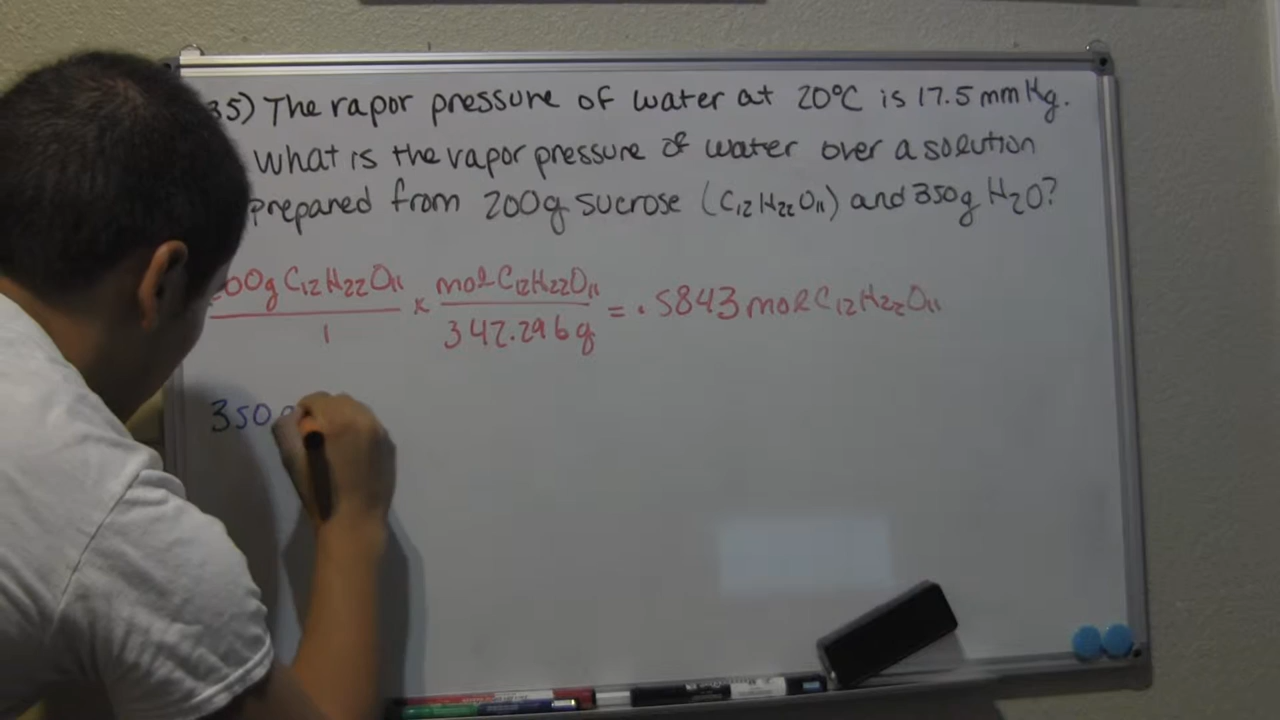 35) The rapor pressure of water at 20°C is 17.5 mmHg.
What is the vapor pressure of water over a solution
prepared from 200g sucrose (C12H22O11) and 350g H2O?
200g C12H22O11 / 1 x mol C12H22O11 / 342.296g = .5843 mol C12H22O11
350